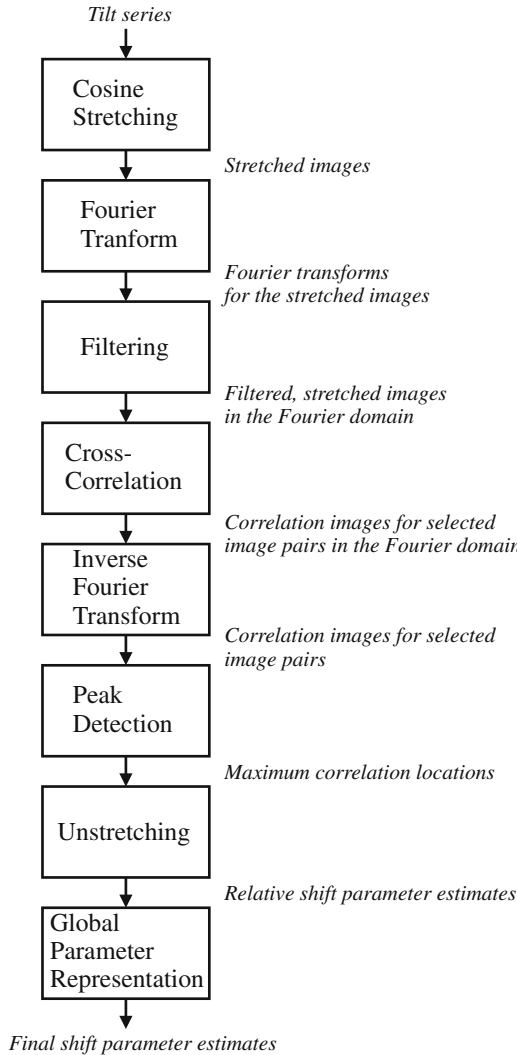 Tilt series
Cosine
Stretching
Stretched images
Fourier
Tranform
Fourier transforms
for the stretched images
Filtering
Filtered, stretched images
in the Fourier domain
Cross-
Correlation
Correlation images for selected
image pairs in the Fourier domain
Inverse
Fourier
Transform
Correlation images for selected
image pairs
Peak
Detection
Maximum correlation locations
Unstretching
Relative shift parameter estimates
Global
Parameter
Representation
Final shift parameter estimates